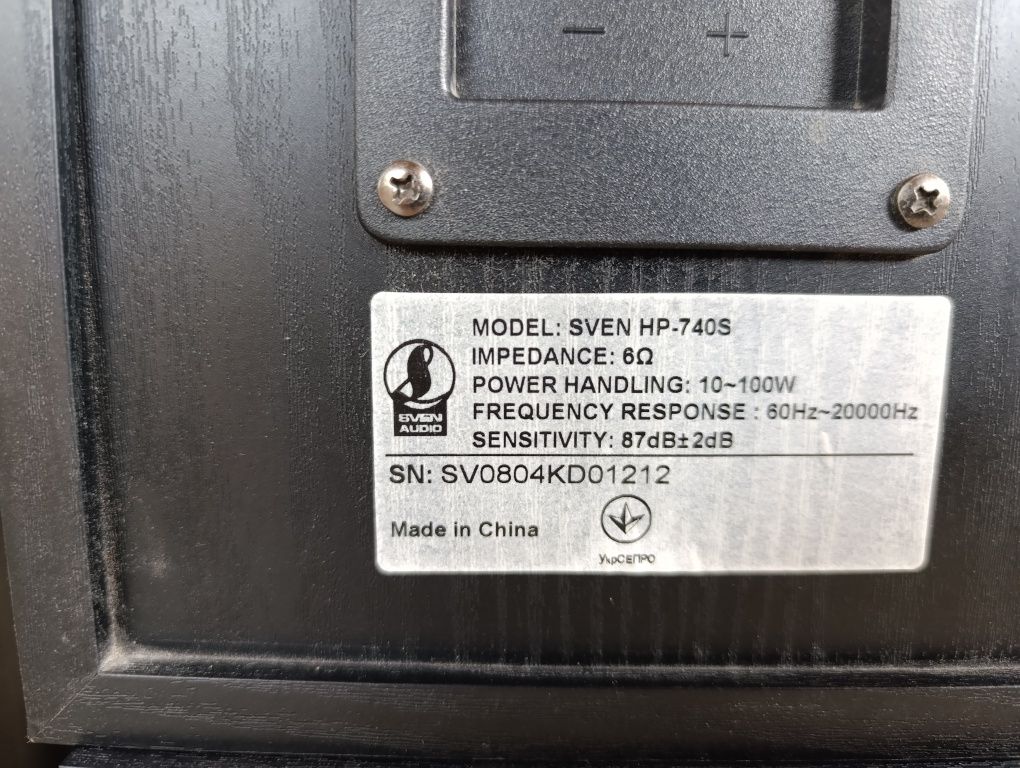 − +
MODEL: SVEN HP-740S
IMPEDANCE: 6Ω
POWER HANDLING: 10~100W
FREQUENCY RESPONSE : 60Hz~20000Hz
SENSITIVITY: 87dB±2dB
SVEN
AUDIO
SN: SV0804KD01212
Made in China
УкрСЕПРО